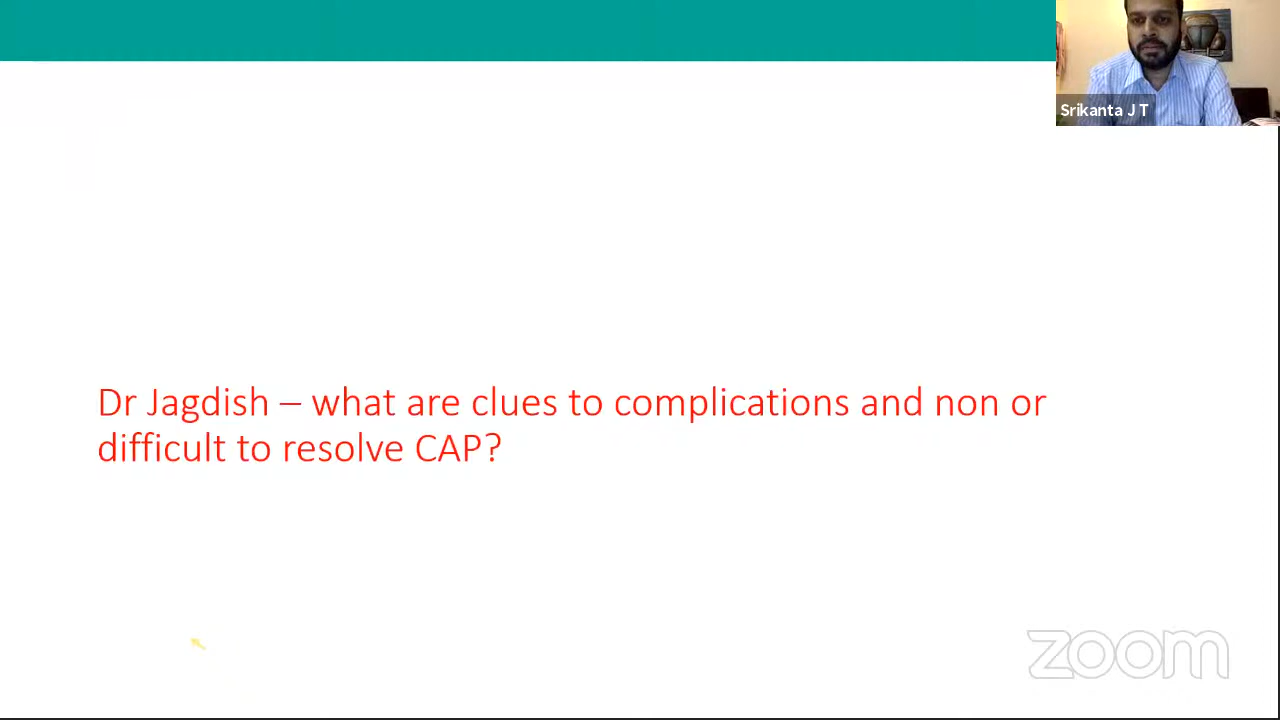 Srikanta J T
Dr Jagdish – what are clues to complications and non or
difficult to resolve CAP?
zoom